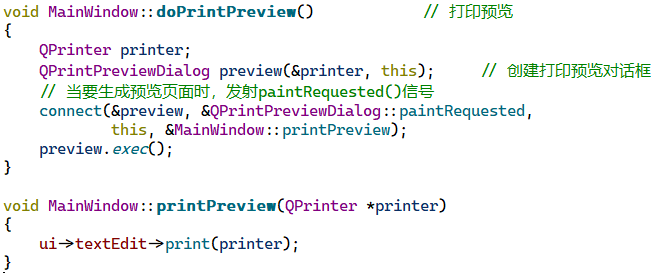 void MainWindow::doPrintPreview() // 打印预览
{
QPrinter printer;
QPrintPreviewDialog preview(&printer, this); // 创建打印预览对话框
// 当要生成预览页面时，发射paintRequested()信号
connect(&preview, &QPrintPreviewDialog::paintRequested,
this, &MainWindow::printPreview);
preview.exec();
}
void MainWindow::printPreview(QPrinter *printer)
{
ui->textEdit->print(printer);
}